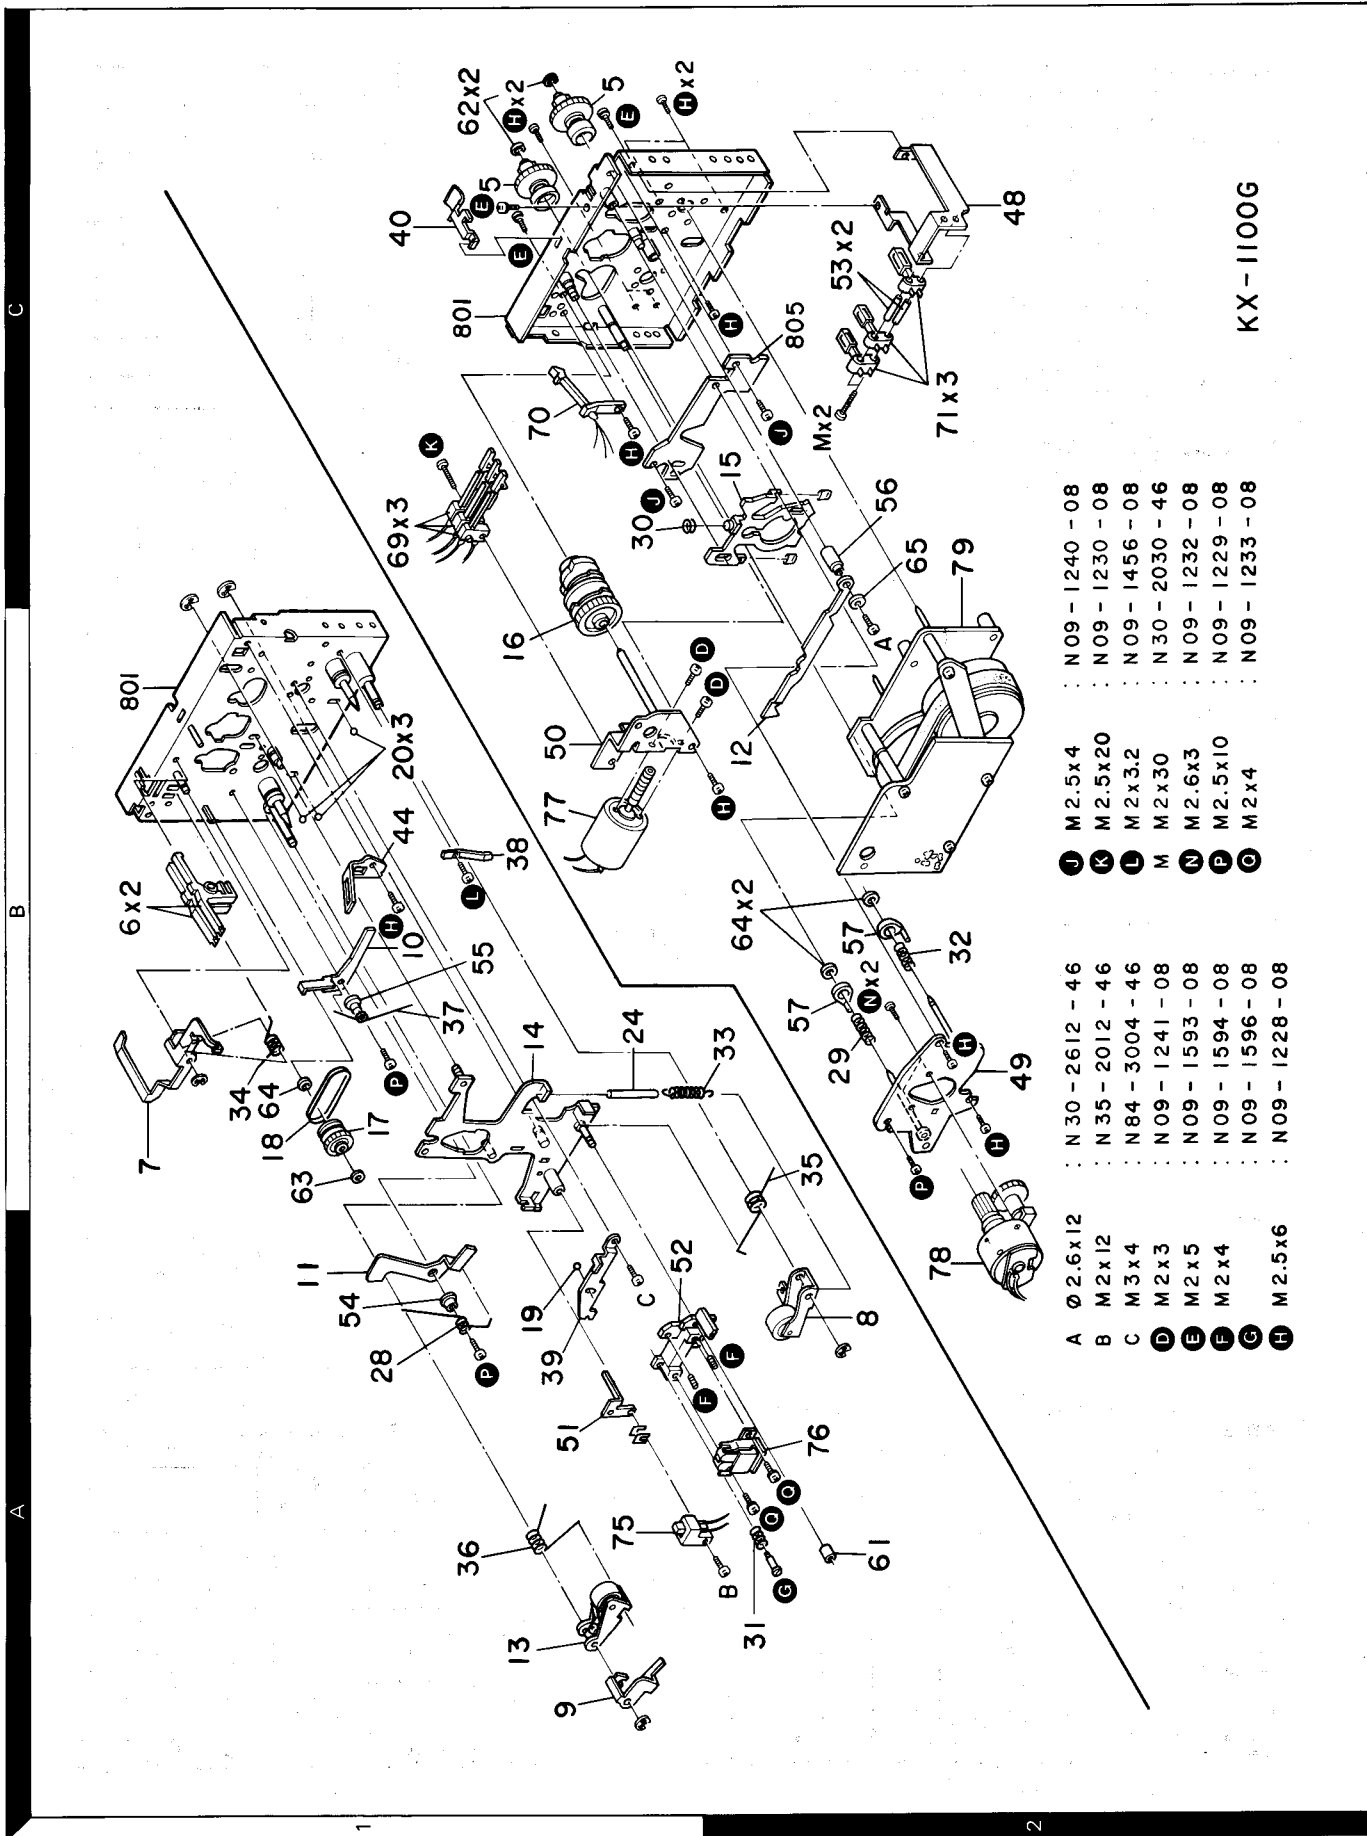 A
B
C
1
2
801
6x2
7
34
64
18
17
63
20x3
44
H
10
55
37
P
38
L
11
54
28
P
14
24
33
35
19
39
C
52
8
F
F
51
76
Q
Q
75
B
31
G
61
36
13
9
40
E
E
5
62x2
Hx2
5
E
Hx2
801
70
H
K
69x3
H
805
J
J
15
30
16
56
65
A
12
79
D
D
50
77
H
64x2
57
32
57
29
Nx2
H
49
H
P
78
48
53x2
71x3
Mx2
A Ø2.6x12 : N30-2612-46
B M2x12 : N35-2012-46
C M3x4 : N84-3004-46
D M2x3 : N09-1241-08
E M2x5 : N09-1593-08
F M2x4 : N09-1594-08
G : N09-1596-08
H M2.5x6 : N09-1228-08
J M2.5x4 : N09-1240-08
K M2.5x20 : N09-1230-08
L M2x3.2 : N09-1456-08
M M2x30 : N30-2030-46
N M2.6x3 : N09-1232-08
P M2.5x10 : N09-1229-08
Q M2x4 : N09-1233-08
KX-1100G